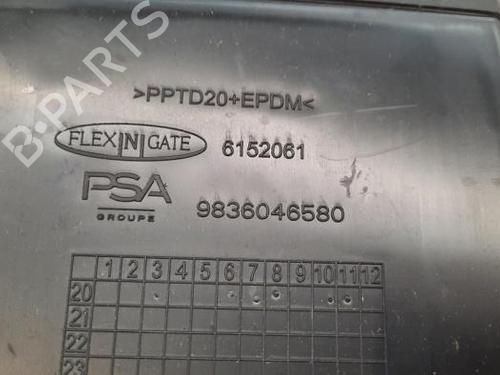 >PPTD20+EPDM<
FLEX|N|GATE 6152061
PSA
GROUPE 9836046580
1 2 3 4 5 6 7 8 9 10 11 12
20
21
22
23
B-PARTS